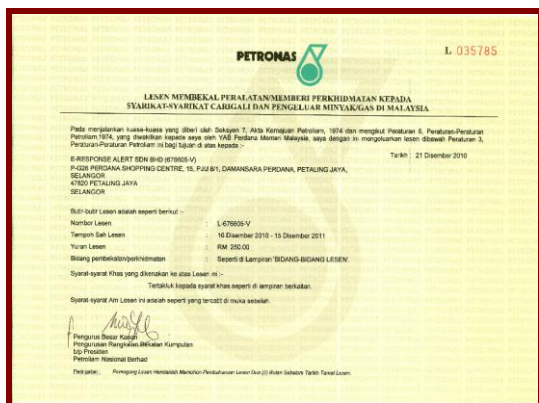 PETRONAS
L 035785
LESEN MEMBEKAL PERALATAN/MEMBERI PERKHIDMATAN KEPADA
SYARIKAT-SYARIKAT CARIGALI DAN PENGELUAR MINYAK/GAS DI MALAYSIA
Pada menjalankan kuasa-kuasa yang diberi oleh Seksyen 7, Akta Kemajuan Petroliam, 1974 dan mengikut Peraturan 8, Peraturan-Peraturan
Petroliam,1974, yang diwakilkan kepada saya oleh YAB Perdana Menteri Malaysia, saya dengan ini mengeluarkan lesen dibawah Peraturan 3,
Peraturan-Peraturan Petroliam ini bagi tujuan di atas kepada :-
Tarikh : 21 Disember 2010
E-RESPONSE ALERT SDN BHD (676605-V)
P-G26 PERDANA SHOPPING CENTRE, 15, PJU 8/1, DAMANSARA PERDANA, PETALING JAYA,
SELANGOR
47820 PETALING JAYA
SELANGOR
Butir-butir Lesen adalah seperti berikut :-
Nombor Lesen : L-676605-V
Tempoh Sah Lesen : 16 Disember 2010 - 15 Disember 2011
Yuran Lesen : RM 250.00
Bidang pembekalan/perkhidmatan : Seperti di Lampiran 'BIDANG-BIDANG LESEN'
Syarat-syarat Khas yang dikenakan ke atas Lesen ini :-
Tertakluk kepada syarat khas seperti di lampiran berkaitan.
Syarat-syarat Am Lesen ini adalah seperti yang tercatit di muka sebelah.
Pengurus Besar Kanan
Pengurusan Rangkaian Bekalan Kumpulan
b/p Presiden
Petroliam Nasional Berhad
Peringatan : Pemegang Lesen Hendaklah Memohon Pembaharuan Lesen Dua (2) Bulan Sebelum Tarikh Tamat Lesen.